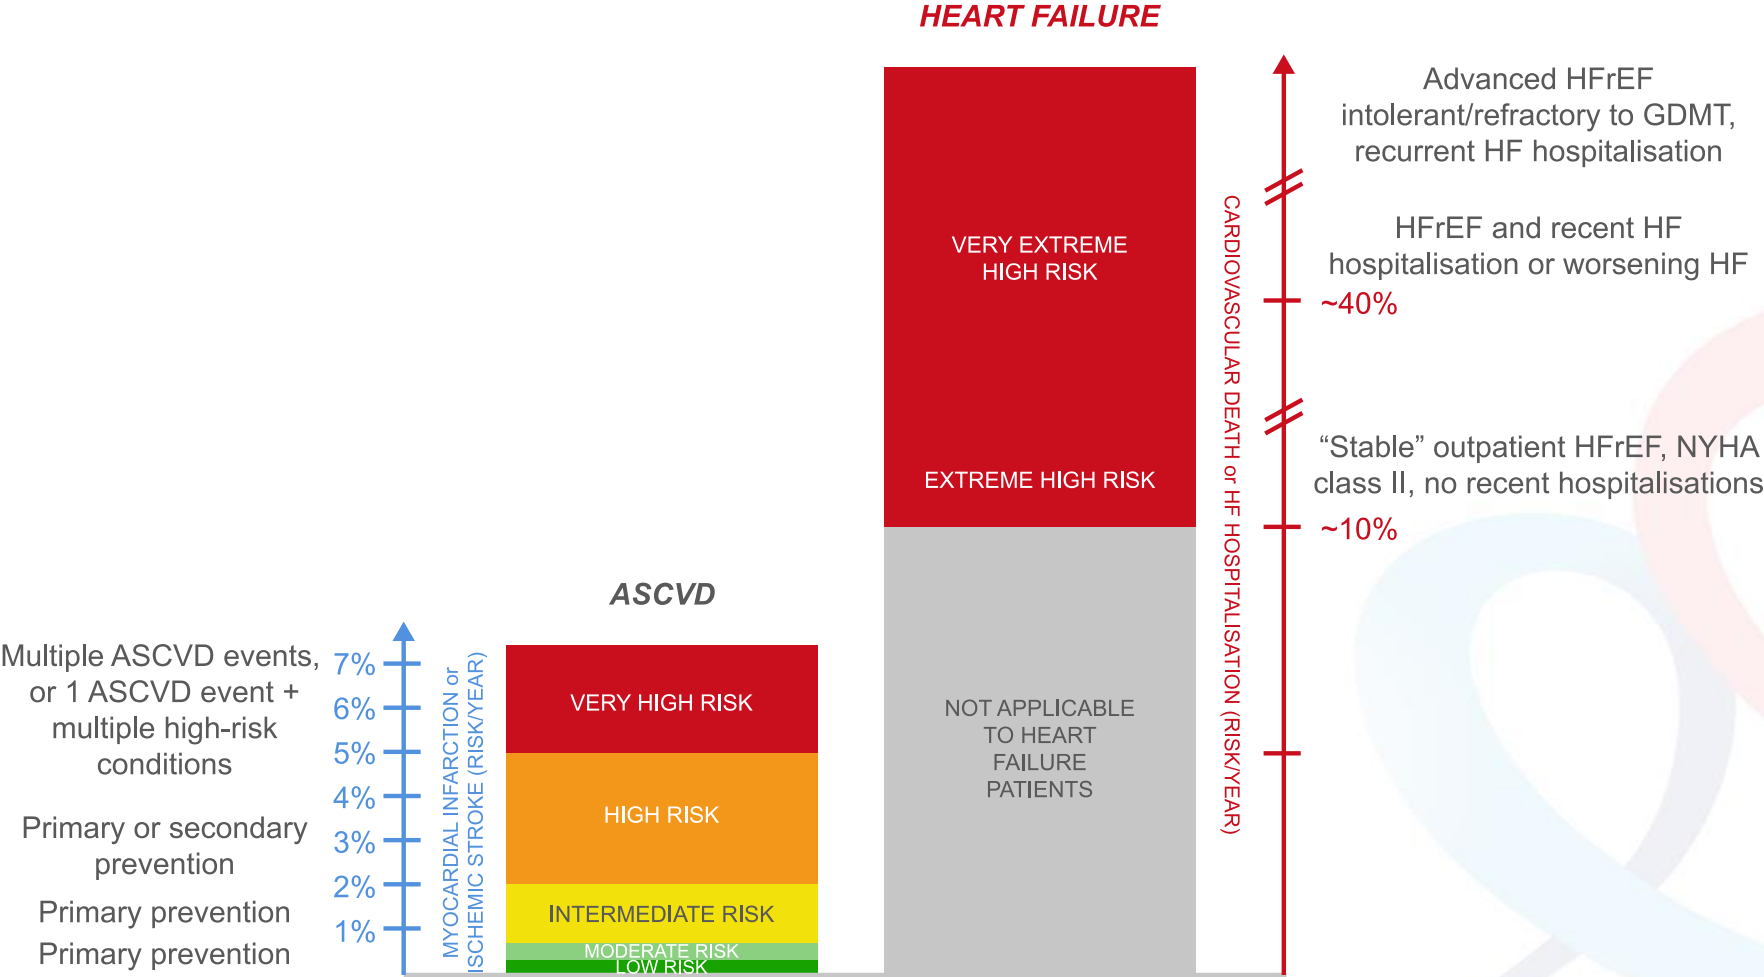 HEART FAILURE
Advanced HFrEF
intolerant/refractory to GDMT,
recurrent HF hospitalisation
VERY EXTREME
HIGH RISK
HFrEF and recent HF
hospitalisation or worsening HF
~40%
CARDIOVASCULAR DEATH or HF HOSPITALISATION (RISK/YEAR)
EXTREME HIGH RISK
"Stable" outpatient HFrEF, NYHA
class II, no recent hospitalisations
~10%
NOT APPLICABLE
TO HEART
FAILURE
PATIENTS
ASCVD
Multiple ASCVD events,
or 1 ASCVD event +
multiple high-risk
conditions
Primary or secondary
prevention
Primary prevention
Primary prevention
7%
6%
5%
4%
3%
2%
1%
MYOCARDIAL INFARCTION or
ISCHEMIC STROKE (RISK/YEAR)
VERY HIGH RISK
HIGH RISK
INTERMEDIATE RISK
MODERATE RISK
LOW RISK